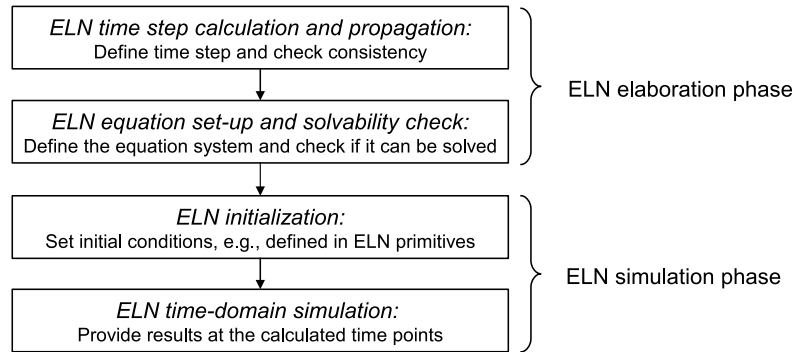 ELN time step calculation and propagation:
Define time step and check consistency
ELN elaboration phase
ELN equation set-up and solvability check:
Define the equation system and check if it can be solved
ELN initialization:
Set initial conditions, e.g., defined in ELN primitives
ELN simulation phase
ELN time-domain simulation:
Provide results at the calculated time points